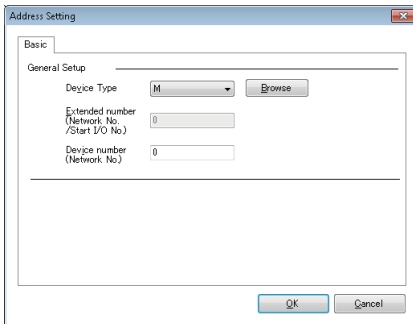 Address Setting
Basic
General Setup
Device Type
M
Browse
Extended number
(Network No.
/Start I/O No.)
0
Device number
(Network No.)
0
OK
Cancel